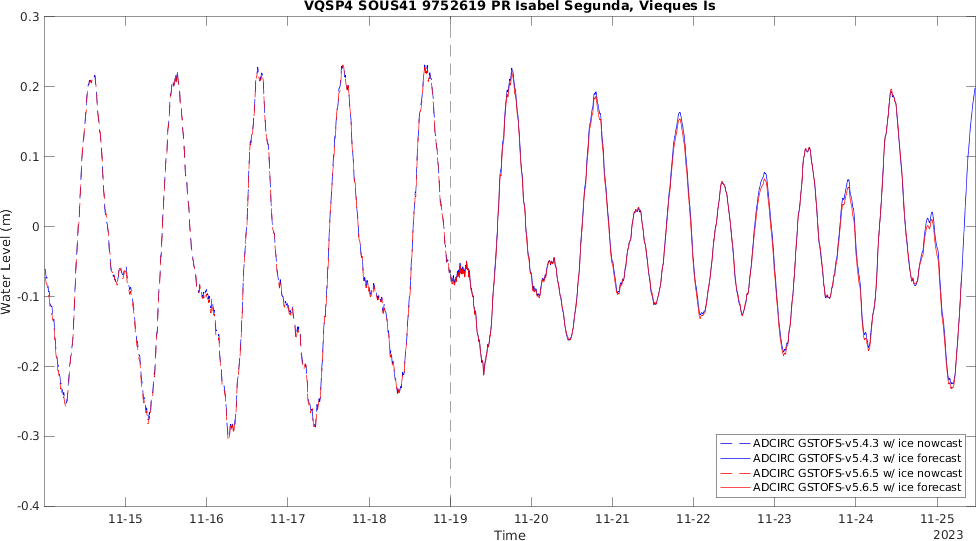 VQSP4 SOUS41 9752619 PR Isabel Segunda, Vieques Is
0.3
0.2
0.1
0
-0.1
-0.2
-0.3
-0.4
Water Level (m)
11-15 11-16 11-17 11-18 11-19 11-20 11-21 11-22 11-23 11-24 11-25
Time
2023
ADCIRC GSTOFS-v5.4.3 w/ ice nowcast
ADCIRC GSTOFS-v5.4.3 w/ ice forecast
ADCIRC GSTOFS-v5.6.5 w/ ice nowcast
ADCIRC GSTOFS-v5.6.5 w/ ice forecast